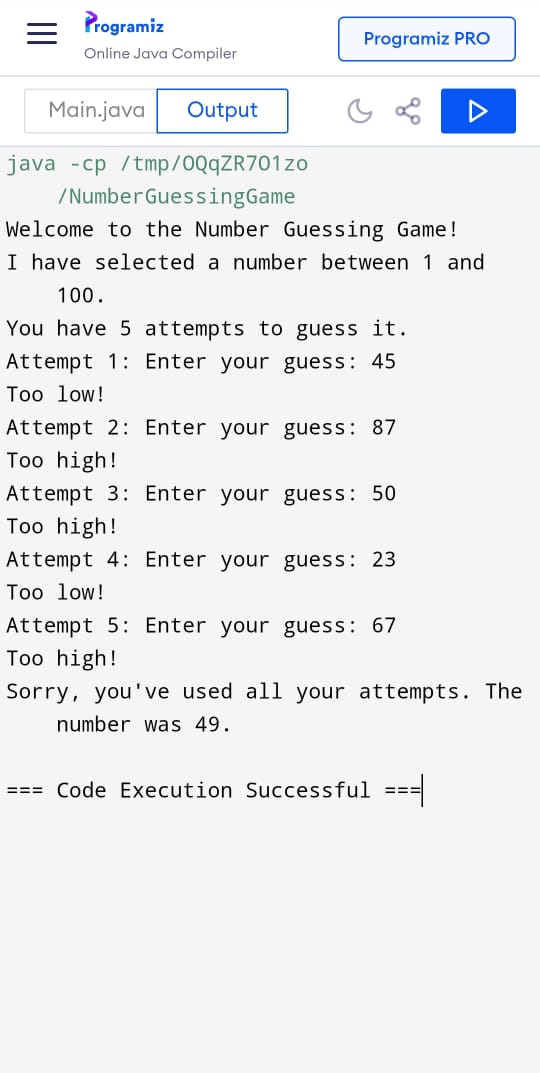 Programiz
Online Java Compiler
Programiz PRO
Main.java
Output
java -cp /tmp/OQqZR7O1zo
/NumberGuessingGame
Welcome to the Number Guessing Game!
I have selected a number between 1 and
100.
You have 5 attempts to guess it.
Attempt 1: Enter your guess: 45
Too low!
Attempt 2: Enter your guess: 87
Too high!
Attempt 3: Enter your guess: 50
Too high!
Attempt 4: Enter your guess: 23
Too low!
Attempt 5: Enter your guess: 67
Too high!
Sorry, you've used all your attempts. The
number was 49.
=== Code Execution Successful ===